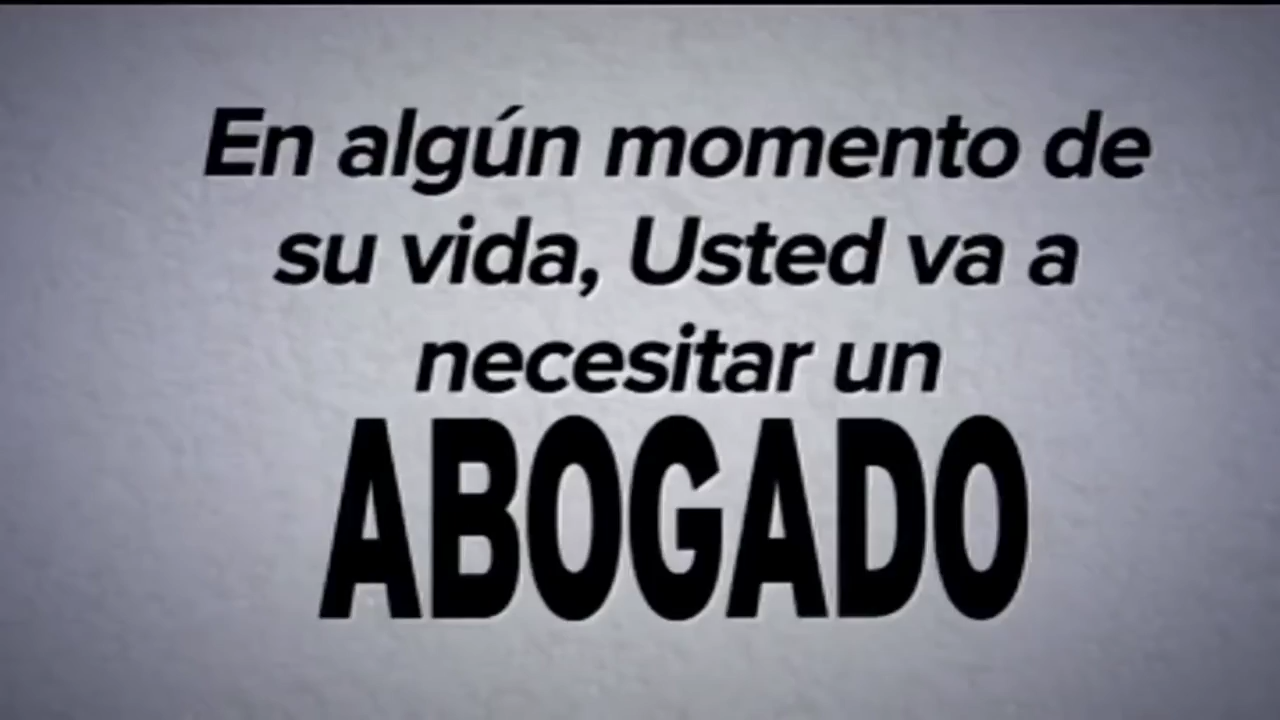 En algún momento de
su vida, Usted va a
necesitar un
ABOGADO